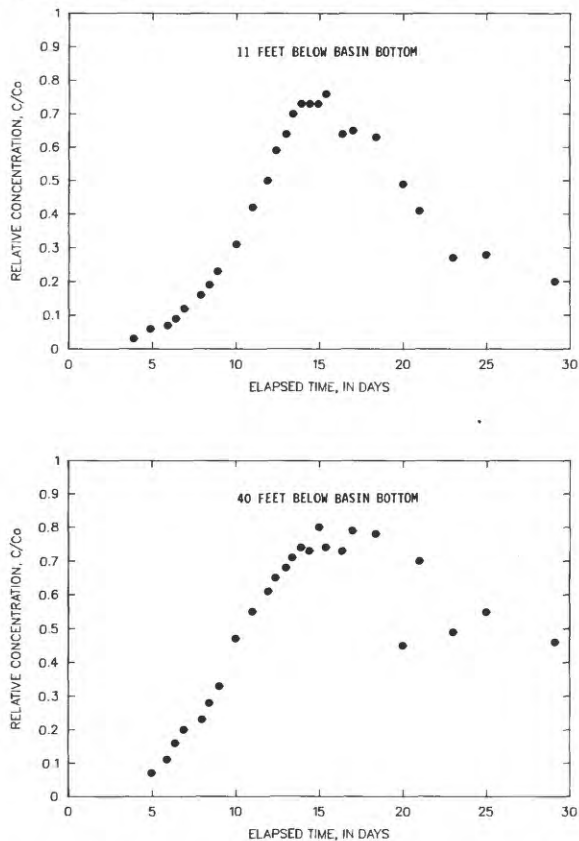 11 FEET BELOW BASIN BOTTOM
RELATIVE CONCENTRATION, C/Co
1
0.9
0.8
0.7
0.6
0.5
0.4
0.3
0.2
0.1
0
0 5 10 15 20 25 30
ELAPSED TIME, IN DAYS
40 FEET BELOW BASIN BOTTOM
RELATIVE CONCENTRATION, C/Co
1
0.9
0.8
0.7
0.6
0.5
0.4
0.3
0.2
0.1
0
0 5 10 15 20 25 30
ELAPSED TIME, IN DAYS